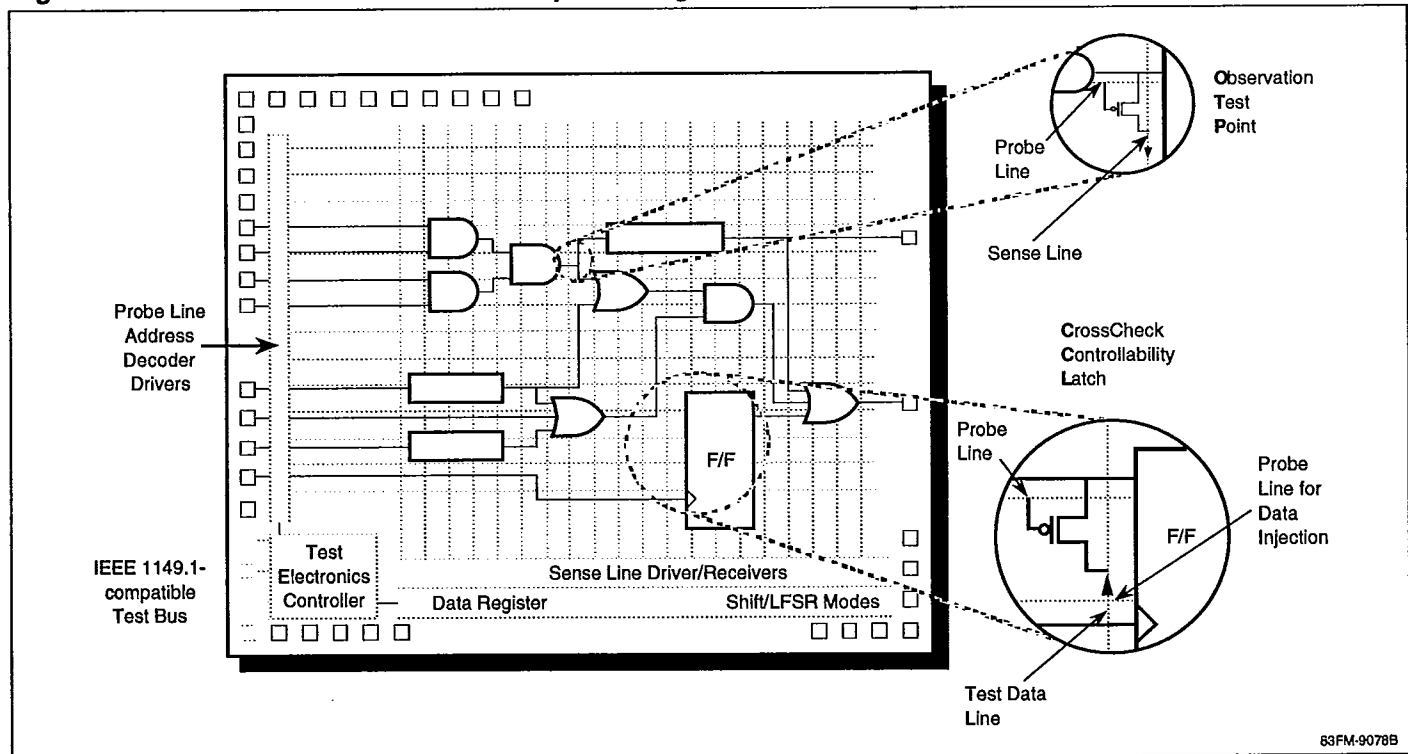 Observation
Test
Point
Probe
Line
Sense Line
Probe Line
Address
Decoder
Drivers
CrossCheck
Controllability
Latch
F/F
Probe
Line
Probe
Line for
Data
Injection
F/F
IEEE 1149.1-
compatible
Test Bus
Test
Electronics
Controller
Sense Line Driver/Receivers
Data Register
Shift/LFSR Modes
Test Data
Line
83FM-9078B